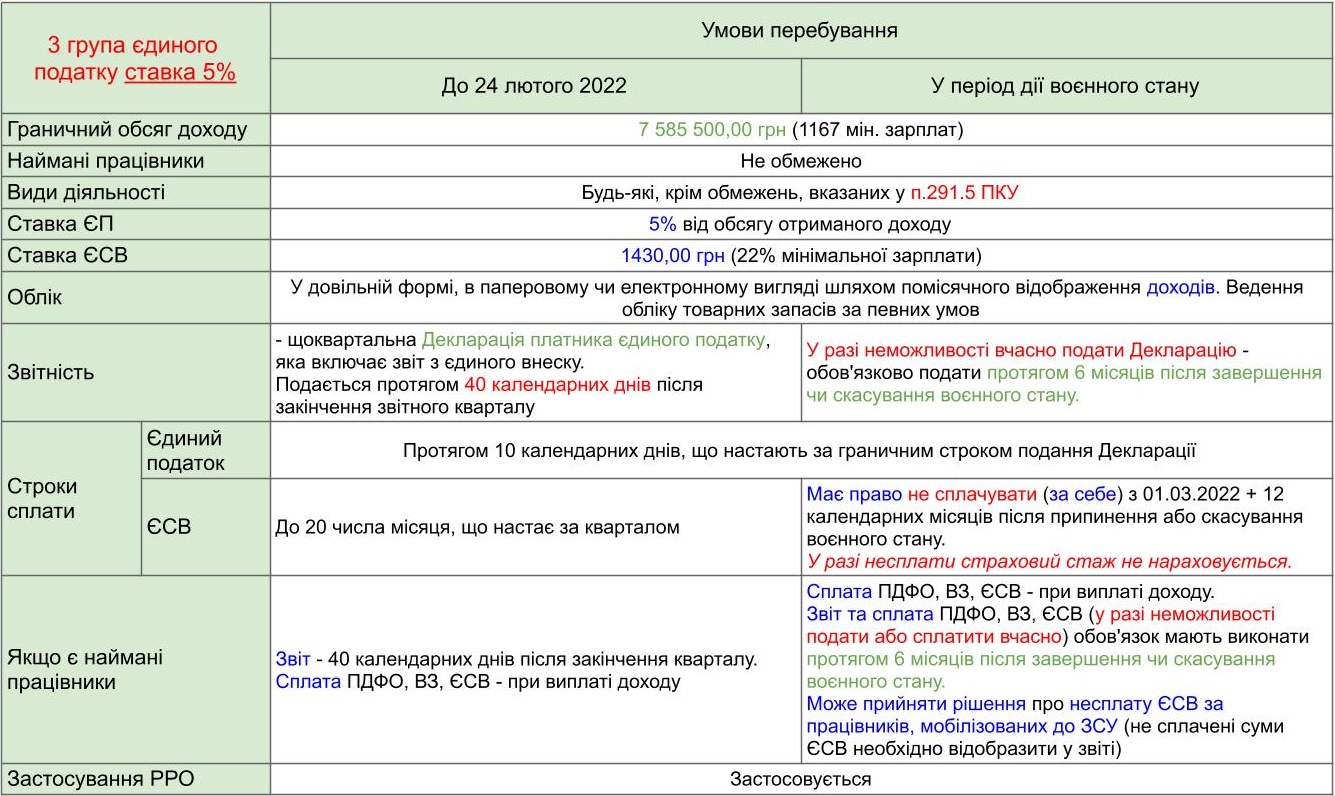 3 група єдиного
податку ставка 5%
Умови перебування
До 24 лютого 2022
У період дії воєнного стану
Граничний обсяг доходу
7 585 500,00 грн (1167 мін. зарплат)
Наймані працівники
Не обмежено
Види діяльності
Будь-які, крім обмежень, вказаних у п.291.5 ПКУ
Ставка ЄП
5% від обсягу отриманого доходу
Ставка ЄСВ
1430,00 грн (22% мінімальної зарплати)
Облік
У довільній формі, в паперовому чи електронному вигляді шляхом помісячного відображення доходів. Ведення
обліку товарних запасів за певних умов
Звітність
- щоквартальна Декларація платника єдиного податку,
яка включає звіт з єдиного внеску.
Подається протягом 40 календарних днів після
закінчення звітного кварталу
У разі неможливості вчасно подати Декларацію -
обов'язково подати протягом 6 місяців після завершення
чи скасування воєнного стану.
Строки
сплати
Єдиний
податок
Протягом 10 календарних днів, що настають за граничним строком подання Декларації
ЄСВ
До 20 числа місяця, що настає за кварталом
Має право не сплачувати (за себе) з 01.03.2022 + 12
календарних місяців після припинення або скасування
воєнного стану.
У разі несплати страховий стаж не нараховується.
Якщо є наймані
працівники
Звіт - 40 календарних днів після закінчення кварталу.
Сплата ПДФО, ВЗ, ЄСВ - при виплаті доходу
Сплата ПДФО, ВЗ, ЄСВ - при виплаті доходу.
Звіт та сплата ПДФО, ВЗ, ЄСВ (у разі неможливості
подати або сплатити вчасно) обов'язок мають виконати
протягом 6 місяців після завершення чи скасування
воєнного стану.
Може прийняти рішення про несплату ЄСВ за
працівників, мобілізованих до ЗСУ (не сплачені суми
ЄСВ необхідно відобразити у звіті)
Застосування РРО
Застосовується